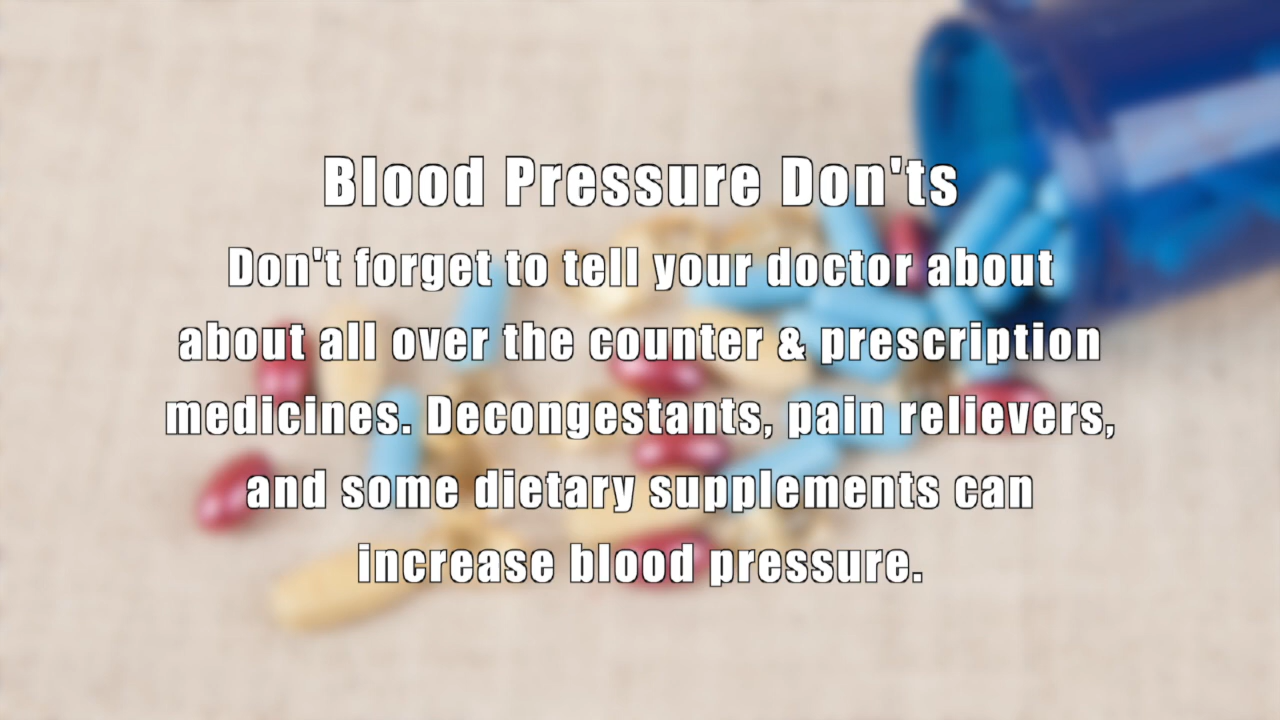 Blood Pressure Don'ts
Don't forget to tell your doctor about
about all over the counter & prescription
medicines. Decongestants, pain relievers,
and some dietary supplements can
increase blood pressure.